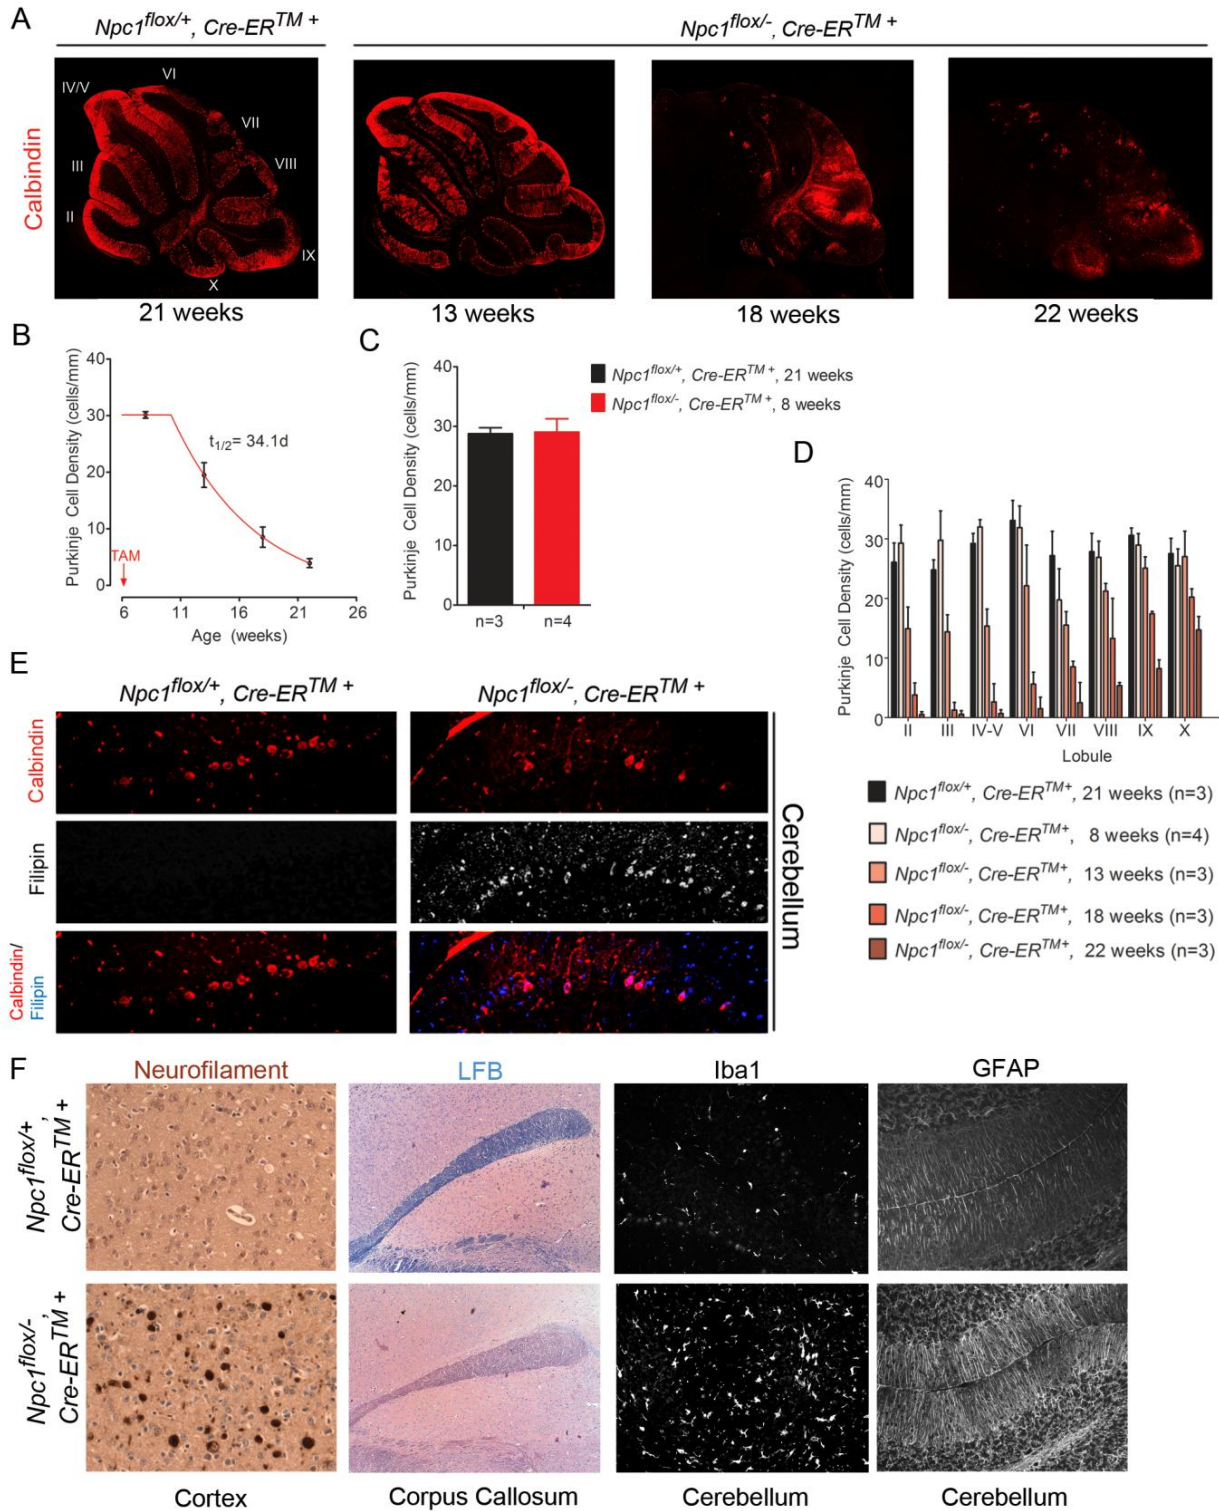 A
Npc1flox/+, Cre-ERTM +
Npc1flox/-, Cre-ERTM +
Calbindin
IV/V
VI
VII
VIII
III
II
IX
X
21 weeks
13 weeks
18 weeks
22 weeks
B
Purkinje Cell Density (cells/mm)
40
30
20
10
0
t1/2= 34.1d
TAM
6
11
16
21
26
Age (weeks)
C
Purkinje Cell Density (cells/mm)
40
30
20
10
0
n=3
n=4
Npc1flox/+, Cre-ERTM +, 21 weeks
Npc1flox/-, Cre-ERTM +, 8 weeks
D
Purkinje Cell Density (cells/mm)
40
30
20
10
0
II
III
IV-V
VI
VII
VIII
IX
X
Lobule
Npc1flox/+, Cre-ERTM+, 21 weeks (n=3)
Npc1flox/-, Cre-ERTM+, 8 weeks (n=4)
Npc1flox/-, Cre-ERTM+, 13 weeks (n=3)
Npc1flox/-, Cre-ERTM+, 18 weeks (n=3)
Npc1flox/-, Cre-ERTM+, 22 weeks (n=3)
E
Npc1flox/+, Cre-ERTM +
Npc1flox/-, Cre-ERTM +
Calbindin
Filipin
Calbindin/
Filipin
Cerebellum
F
Neurofilament
LFB
Iba1
GFAP
Npc1flox/+,
Cre-ERTM +
Npc1flox/-,
Cre-ERTM +
Cortex
Corpus Callosum
Cerebellum
Cerebellum